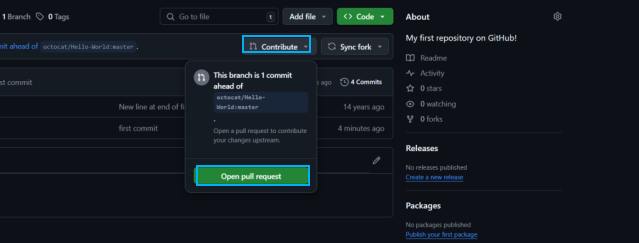 1 Branch 0 Tags
Go to file t
Add file
Code
About
My first repository on GitHub!
ahead of octocat/Hello-World:master .
Contribute
Sync fork
Readme
Activity
0 stars
0 watching
0 forks
This branch is 1 commit
ahead of
octocat/Hello-
World:master
.
Open a pull request to contribute
your changes upstream.
Open pull request
commit
ago
4 Commits
New line at end of
14 years ago
first commit
4 minutes ago
Releases
No releases published
Create a new release
Packages
No packages published
Publish your first package